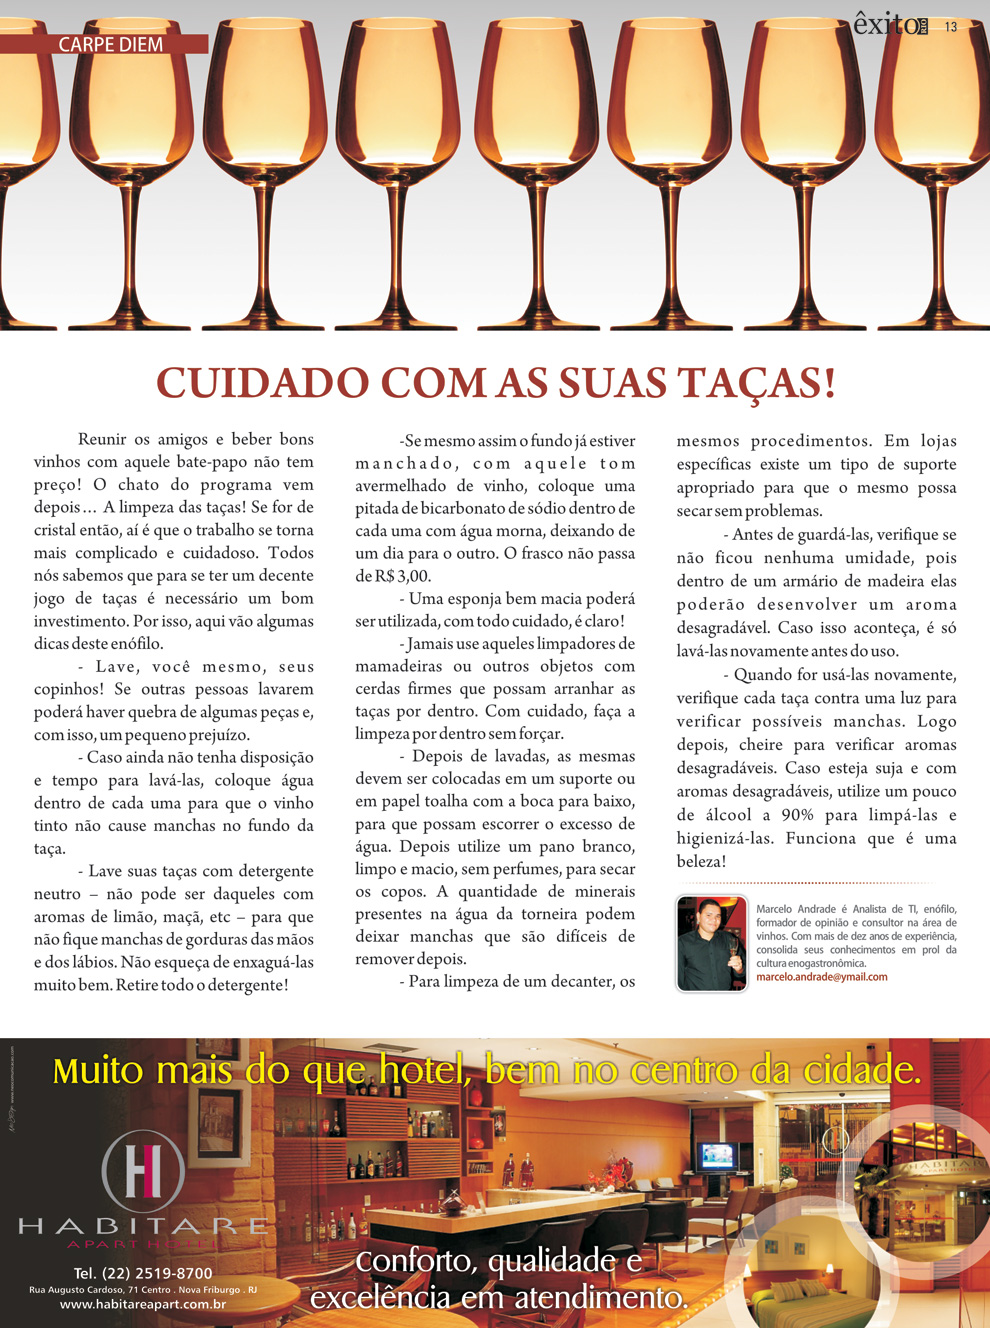 CARPE DIEM
êxito RIO
13
CUIDADO COM AS SUAS TAÇAS!
Reunir os amigos e beber bons
vinhos com aquele bate-papo não tem
preço! O chato do programa vem
depois… A limpeza das taças! Se for de
cristal então, aí é que o trabalho se torna
mais complicado e cuidadoso. Todos
nós sabemos que para se ter um decente
jogo de taças é necessário um bom
investimento. Por isso, aqui vão algumas
dicas deste enófilo.
- Lave, você mesmo, seus
copinhos! Se outras pessoas lavarem
poderá haver quebra de algumas peças e,
com isso, um pequeno prejuízo.
- Caso ainda não tenha disposição
e tempo para lavá-las, coloque água
dentro de cada uma para que o vinho
tinto não cause manchas no fundo da
taça.
- Lave suas taças com detergente
neutro – não pode ser daqueles com
aromas de limão, maçã, etc – para que
não fique manchas de gorduras das mãos
e dos lábios. Não esqueça de enxaguá-las
muito bem. Retire todo o detergente!
-Se mesmo assim o fundo já estiver
manchado, com aquele tom
avermelhado de vinho, coloque uma
pitada de bicarbonato de sódio dentro de
cada uma com água morna, deixando de
um dia para o outro. O frasco não passa
de R$ 3,00.
- Uma esponja bem macia poderá
ser utilizada, com todo cuidado, é claro!
-Jamais use aqueles limpadores de
mamadeiras ou outros objetos com
cerdas firmes que possam arranhar as
taças por dentro. Com cuidado, faça a
limpeza por dentro sem forçar.
- Depois de lavadas, as mesmas
devem ser colocadas em um suporte ou
em papel toalha com a boca para baixo,
para que possam escorrer o excesso de
água. Depois utilize um pano branco,
limpo e macio, sem perfumes, para secar
os copos. A quantidade de minerais
presentes na água da torneira podem
deixar manchas que são difíceis de
remover depois.
- Para limpeza de um decanter, os
mesmos procedimentos. Em lojas
específicas existe um tipo de suporte
apropriado para que o mesmo possa
secar sem problemas.
- Antes de guardá-las, verifique se
não ficou nenhuma umidade, pois
dentro de um armário de madeira elas
poderão desenvolver um aroma
desagradável. Caso isso aconteça, é só
lavá-las novamente antes do uso.
- Quando for usá-las novamente,
verifique cada taça contra uma luz para
verificar possíveis manchas. Logo
depois, cheire para verificar aromas
desagradáveis. Caso esteja suja e com
aromas desagradáveis, utilize um pouco
de álcool a 90% para limpá-las e
higienizá-las. Funciona que é uma
beleza!
Marcelo Andrade é Analista de TI, enófilo,
formador de opinião e consultor na área de
vinhos. Com mais de dez anos de experiência,
consolida seus conhecimentos em prol da
cultura enogastronômica.
marcelo.andrade@ymail.com
Muito mais do que hotel, bem no centro da cidade.
H
HABITARE
APART HOTEL
Tel. (22) 2519-8700
Rua Augusto Cardoso, 71 Centro . Nova Friburgo . RJ
www.habitareapart.com.br
Conforto, qualidade e
excelência em atendimento.
HABITARE